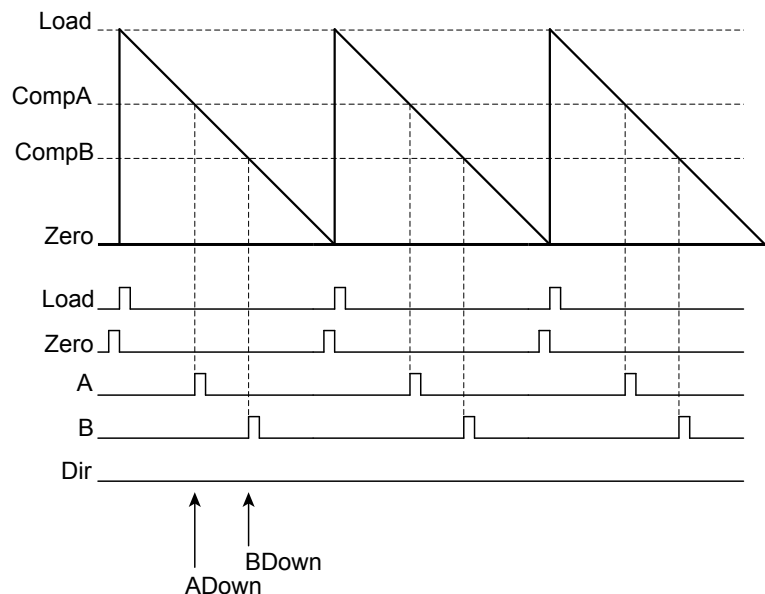 Load
CompA
CompB
Zero
Load
Zero
A
B
Dir
BDown
ADown